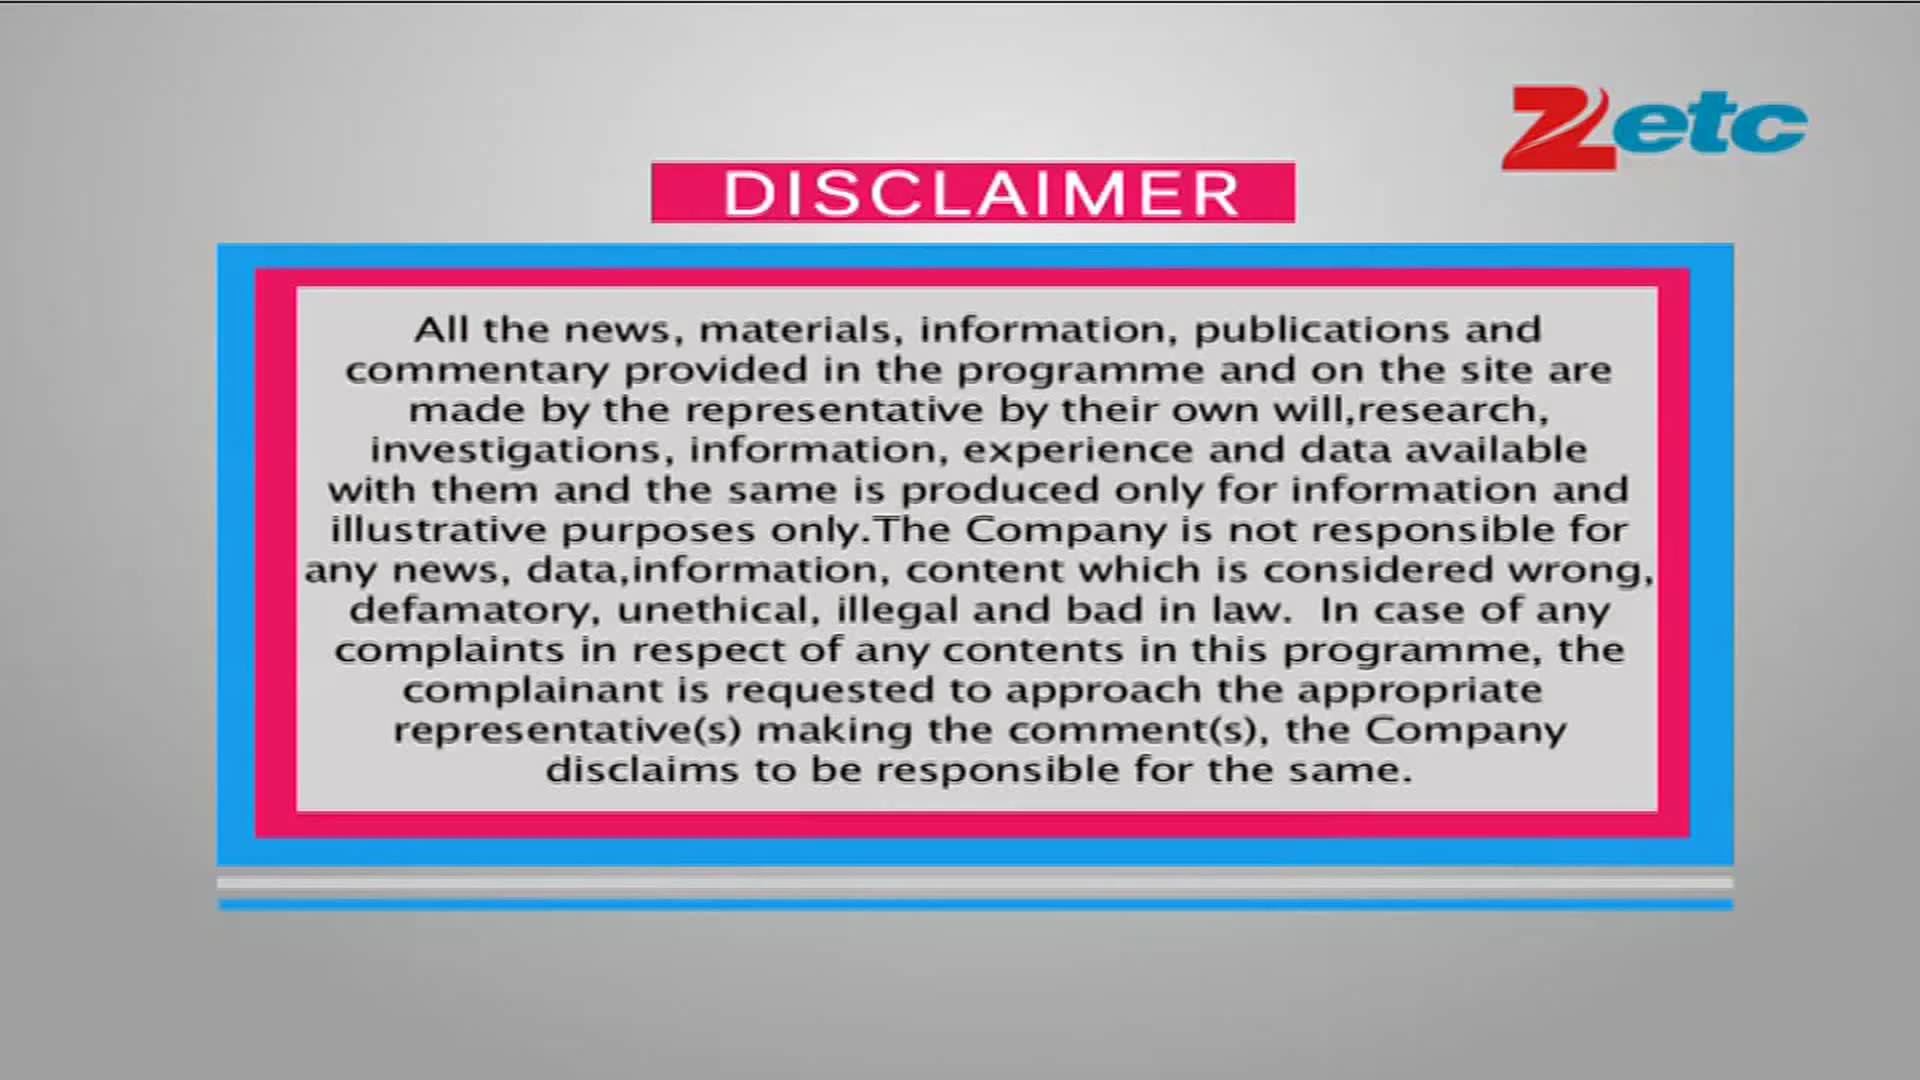 Zetc
DISCLAIMER
All the news, materials, information, publications and
commentary provided in the programme and on the site are
made by the representative by their own will,research,
investigations, information, experience and data available
with them and the same is produced only for information and
illustrative purposes only.The Company is not responsible for
any news, data,information, content which is considered wrong,
defamatory, unethical, illegal and bad in law.  In case of any
complaints in respect of any contents in this programme, the
complainant is requested to approach the appropriate
representative(s) making the comment(s), the Company
disclaims to be responsible for the same.